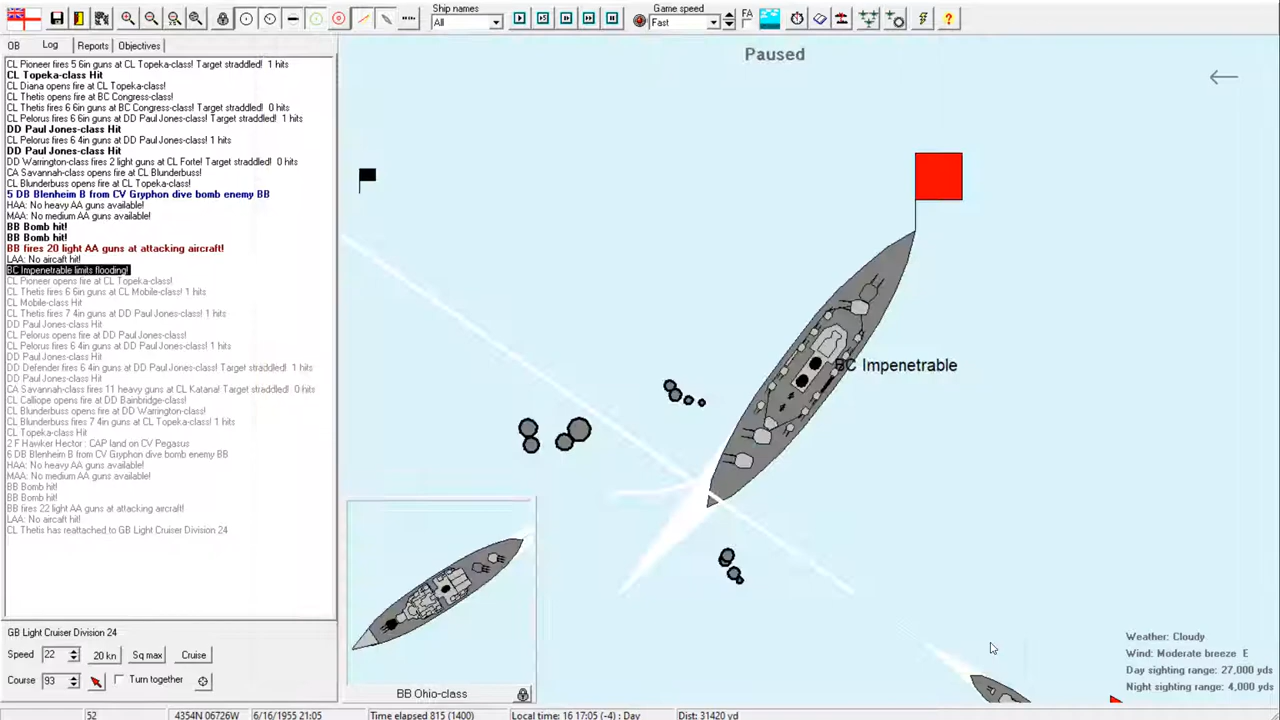 Ship names
All
Game speed
Fast
FA
OB
Log
Reports
Objectives
CL Pioneer fires 5 6in guns at CL Topeka-class! Target straddled! 1 hits
CL Topeka-class Hit
CL Diana opens fire at CL Topeka-class!
CL Thetis opens fire at BC Congress-class!
CL Thetis fires 6 6in guns at BC Congress-class! Target straddled! 0 hits
CL Pelorus fires 6 6in guns at DD Paul Jones-class! Target straddled! 1 hits
DD Paul Jones-class Hit
CL Pelorus fires 6 4in guns at DD Paul Jones-class! 1 hits
DD Paul Jones-class Hit
DD Warrington-class fires 2 light guns at CL Forte! Target straddled! 0 hits
CA Savannah-class opens fire at CL Blunderbuss!
CL Blunderbuss opens fire at CL Topeka-class!
5 DB Blenheim B from CV Gryphon dive bomb enemy BB
HAA: No heavy AA guns available!
MAA: No medium AA guns available!
BB Bomb hit!
BB Bomb hit!
BB fires 20 light AA guns at attacking aircraft!
LAA: No aircaft hit!
BC Impenetrable limits flooding!
CL Pioneer opens fire at CL Topeka-class!
CL Thetis fires 6 6in guns at CL Mobile-class! 1 hits
CL Mobile-class Hit
CL Thetis fires 7 4in guns at DD Paul Jones-class! 1 hits
DD Paul Jones-class Hit
CL Pelorus opens fire at DD Paul Jones-class!
CL Pelorus fires 6 4in guns at DD Paul Jones-class! 1 hits
DD Paul Jones-class Hit
DD Defender fires 6 4in guns at DD Paul Jones-class! Target straddled! 1 hits
DD Paul Jones-class Hit
CA Savannah-class fires 11 heavy guns at CL Katana! Target straddled! 0 hits
CL Calliope opens fire at DD Bainbridge-class!
CL Blunderbuss opens fire at DD Warrington-class!
CL Blunderbuss fires 7 4in guns at CL Topeka-class! 1 hits
CL Topeka-class Hit
2 F Hawker Hector : CAP land on CV Pegasus
6 DB Blenheim B from CV Gryphon dive bomb enemy BB
HAA: No heavy AA guns available!
MAA: No medium AA guns available!
BB Bomb hit!
BB Bomb hit!
BB fires 22 light AA guns at attacking aircraft!
LAA: No aircaft hit!
CL Thetis has reattached to GB Light Cruiser Division 24
GB Light Cruiser Division 24
Speed 22 20 kn Sq max Cruise
Course 93 Turn together
Paused
BC Impenetrable
BB Ohio-class
Weather: Cloudy
Wind: Moderate breeze E
Day sighting range: 27,000 yds
Night sighting range: 4,000 yds
52 4354N 06726W 6/16/1955 21:05 Time elapsed 815 (1400) Local time: 16 17:05 (-4) : Day Dist: 31420 yd